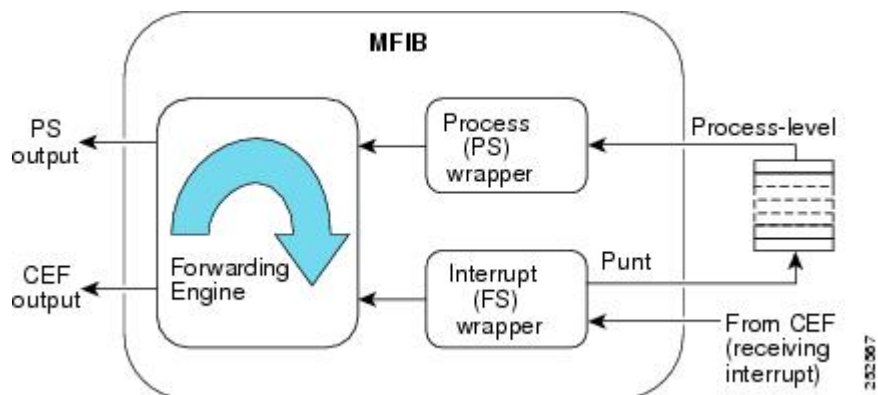 MFIB
PS
output
CEF
output
Forwarding
Engine
Process
(PS)
wrapper
Interrupt
(FS)
wrapper
Process-level
Punt
From CEF
(receiving
interrupt)
252567